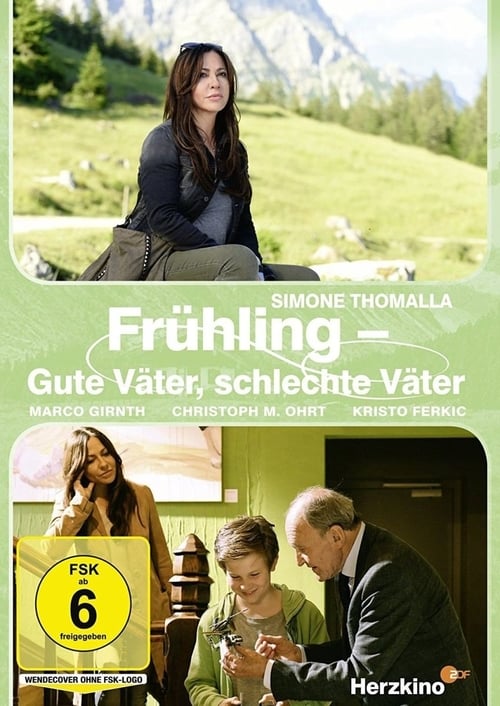 SIMONE THOMALLA
Frühling –
Gute Väter, schlechte Väter
MARCO GIRNTH CHRISTOPH M. OHRT KRISTO FERKIC
FSK
ab
6
freigegeben
WENDECOVER OHNE FSK-LOGO
Herzkino ZDF